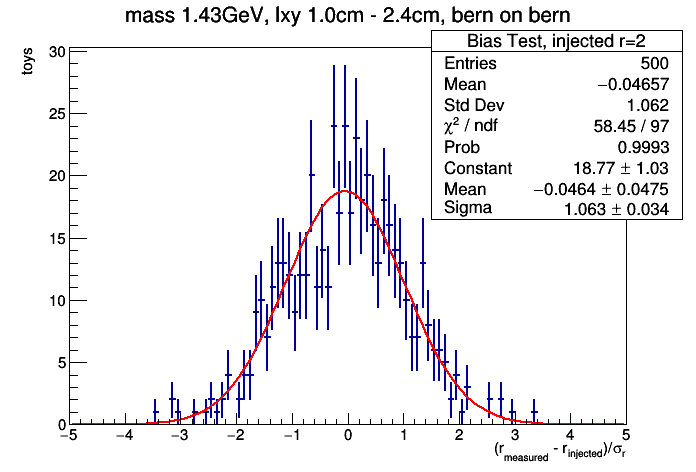 mass 1.43GeV, lxy 1.0cm - 2.4cm, bern on bern
toys
Bias Test, injected r=2
Entries 500
Mean −0.04657
Std Dev 1.062
χ² / ndf 58.45 / 97
Prob 0.9993
Constant 18.77 ± 1.03
Mean −0.0464 ± 0.0475
Sigma 1.063 ± 0.034
30
25
20
15
10
5
0
−5 −4 −3 −2 −1 0 1 2 3 4 5
(r_measured - r_injected)/σ_r